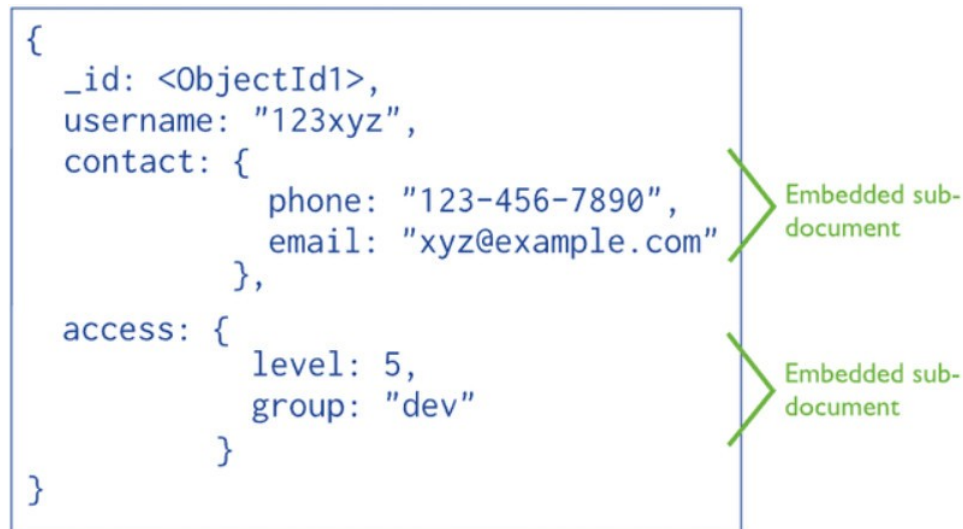 {
_id: <ObjectId1>,
username: "123xyz",
contact: {
phone: "123-456-7890",
email: "xyz@example.com"
},
access: {
level: 5,
group: "dev"
}
}
Embedded sub-
document
Embedded sub-
document